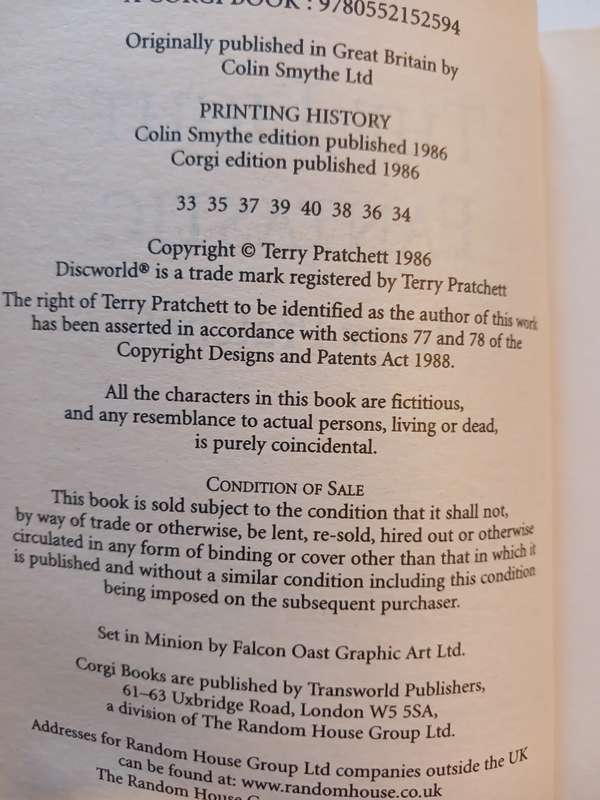 A CORGI BOOK : 9780552152594
Originally published in Great Britain by
Colin Smythe Ltd
PRINTING HISTORY
Colin Smythe edition published 1986
Corgi edition published 1986
33 35 37 39 40 38 36 34
Copyright © Terry Pratchett 1986
Discworld® is a trade mark registered by Terry Pratchett
The right of Terry Pratchett to be identified as the author of this work
has been asserted in accordance with sections 77 and 78 of the
Copyright Designs and Patents Act 1988.
All the characters in this book are fictitious,
and any resemblance to actual persons, living or dead,
is purely coincidental.
CONDITION OF SALE
This book is sold subject to the condition that it shall not,
by way of trade or otherwise, be lent, re-sold, hired out or otherwise
circulated in any form of binding or cover other than that in which it
is published and without a similar condition including this condition
being imposed on the subsequent purchaser.
Set in Minion by Falcon Oast Graphic Art Ltd.
Corgi Books are published by Transworld Publishers,
61–63 Uxbridge Road, London W5 5SA,
a division of The Random House Group Ltd.
Addresses for Random House Group Ltd companies outside the UK
can be found at: www.randomhouse.co.uk
The Random House